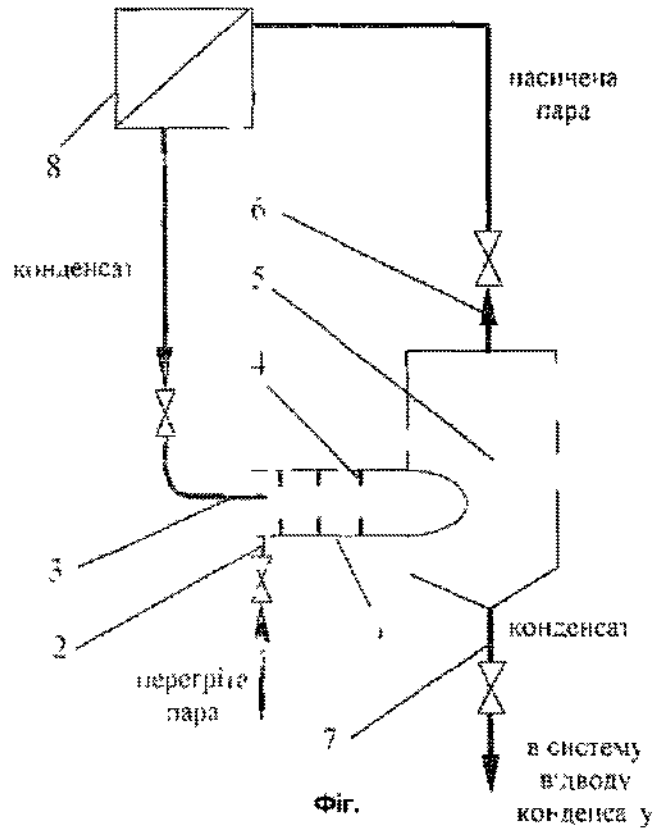 насичена
пара
8
6
конденсат
5
4
3
2
конденсат
перегріта
пара
7
в систему
відводу
конденсату
Фіг.